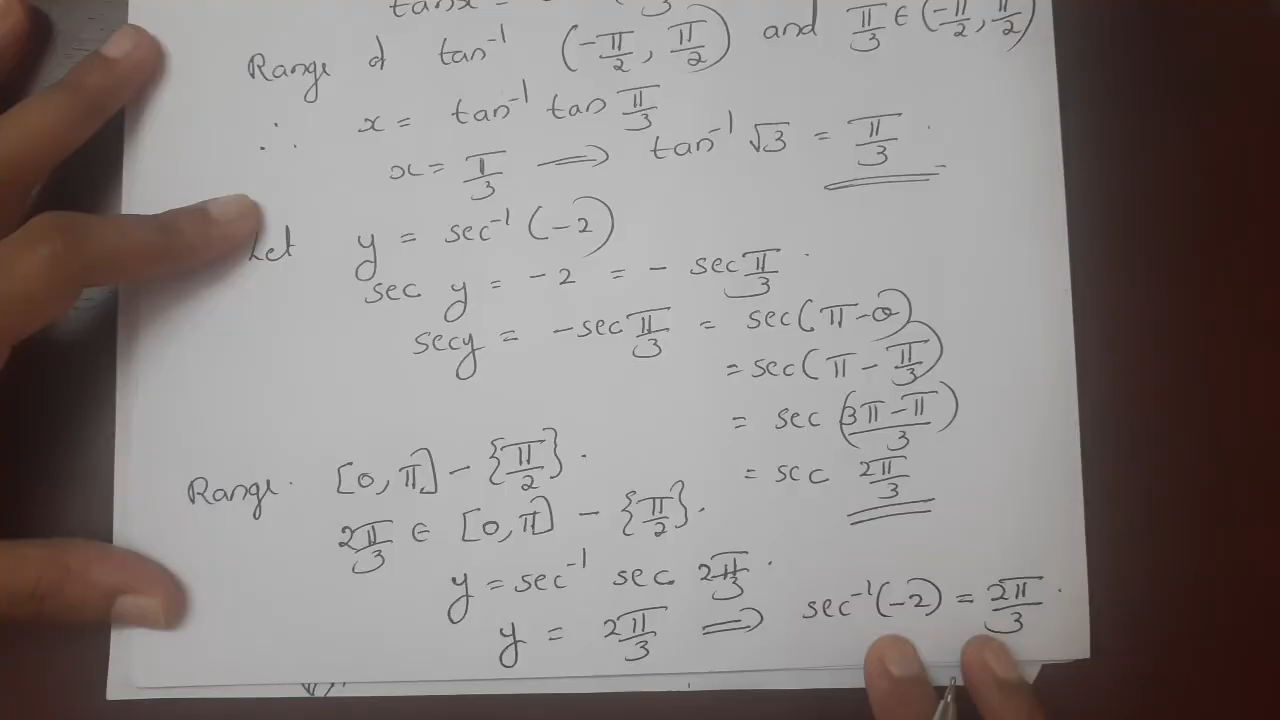 tanx =
Range of tan⁻¹ (-π/2, π/2) and π/3 ∈ (-π/2, π/2)
∴ x = tan⁻¹ tan π/3
x = π/3 ⟹ tan⁻¹ √3 = π/3.
Let y = sec⁻¹ (-2)
sec y = -2 = - sec π/3.
sec y = -sec π/3 = sec(π-θ)
= sec(π - π/3)
= sec (3π-π/3)
= sec 2π/3
Range. [0, π] - {π/2}.
2π/3 ∈ [0, π] - {π/2}.
y = sec⁻¹ sec 2π/3.
y = 2π/3 ⟹ sec⁻¹(-2) = 2π/3.